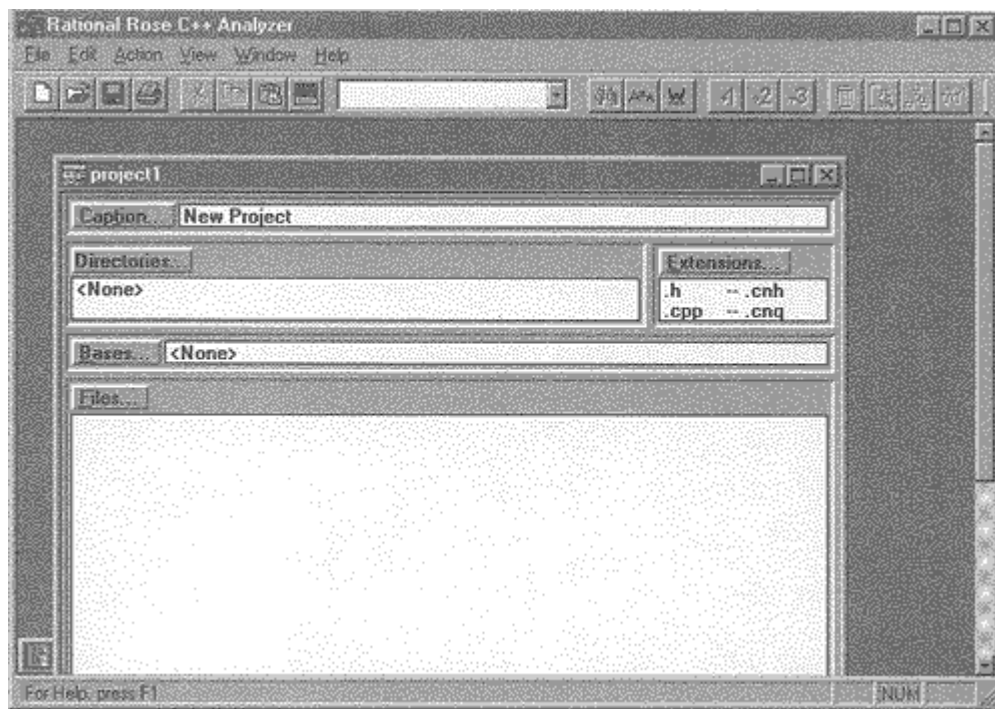 Rational Rose C++ Analyzer
File Edit Action View Window Help
project1
Caption... New Project
Directories...
<None>
Extensions...
.h -- .cnh
.cpp -- .cnq
Bases... <None>
Files...
For Help, press F1
NUM